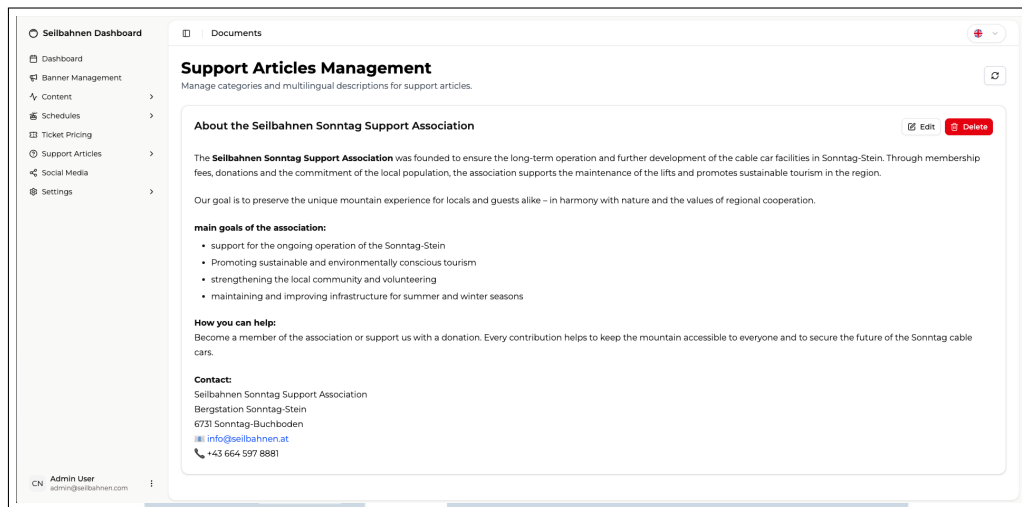 Seilbahnen Dashboard
Dashboard
Banner Management
Content
Schedules
Ticket Pricing
Support Articles
Social Media
Settings
CN
Admin User
admin@seilbahnen.com
Documents
Support Articles Management
Manage categories and multilingual descriptions for support articles.
About the Seilbahnen Sonntag Support Association
Edit
Delete
The Seilbahnen Sonntag Support Association was founded to ensure the long-term operation and further development of the cable car facilities in Sonntag-Stein. Through membership
fees, donations and the commitment of the local population, the association supports the maintenance of the lifts and promotes sustainable tourism in the region.
Our goal is to preserve the unique mountain experience for locals and guests alike – in harmony with nature and the values of regional cooperation.
main goals of the association:
• support for the ongoing operation of the Sonntag-Stein
• Promoting sustainable and environmentally conscious tourism
• strengthening the local community and volunteering
• maintaining and improving infrastructure for summer and winter seasons
How you can help:
Become a member of the association or support us with a donation. Every contribution helps to keep the mountain accessible to everyone and to secure the future of the Sonntag cable
cars.
Contact:
Seilbahnen Sonntag Support Association
Bergstation Sonntag-Stein
6731 Sonntag-Buchboden
info@seilbahnen.at
+43 664 597 8881